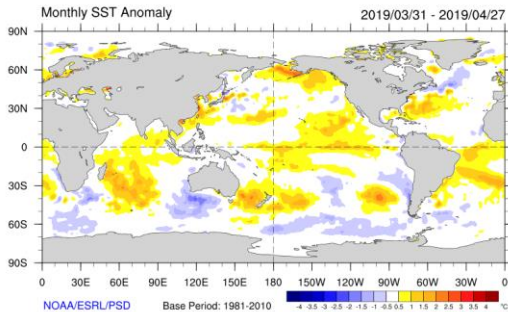 Monthly SST Anomaly 2019/03/31 - 2019/04/27
90N
60N
30N
0
30S
60S
90S
0 30E 60E 90E 120E 150E 180 150W 120W 90W 60W 30W 0
NOAA/ESRL/PSD Base Period: 1981-2010
-4 -3.5 -3 -2.5 -2 -1.5 -1 -0.5 0.5 1 1.5 2 2.5 3 3.5 4 °C